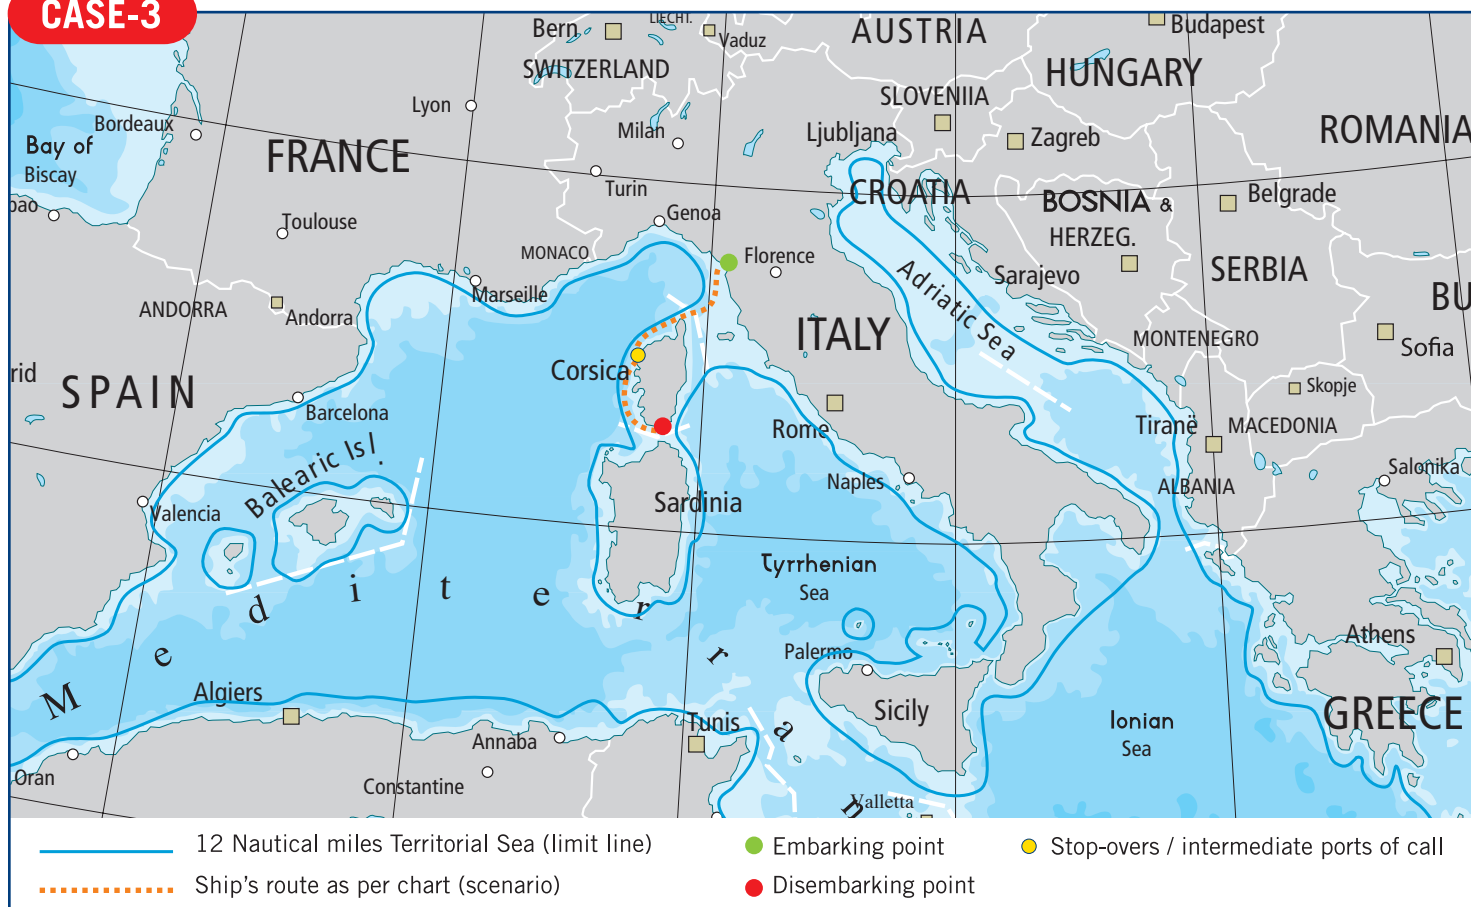 CASE-3
Bern
LIECHT.
Vaduz
AUSTRIA
Budapest
SWITZERLAND
HUNGARY
Lyon
SLOVENIIA
Bordeaux
Milan
Ljubljana
Zagreb
ROMANIA
Bay of
Biscay
FRANCE
Turin
CROATIA
BOSNIA &
HERZEG.
Belgrade
bao
Toulouse
Genoa
MONACO
Florence
Adriatic Sea
Sarajevo
SERBIA
Marseille
ANDORRA
Andorra
ITALY
MONTENEGRO
BU
Sofia
rid
SPAIN
Corsica
Skopje
Barcelona
Rome
Tiranë
MACEDONIA
Balearic Isl.
Salonika
Valencia
Sardinia
Naples
ALBANIA
Tyrrhenian
Sea
Mediterran
Palermo
Athens
Algiers
Sicily
Ionian
Sea
GREECE
Tunis
Annaba
Oran
Constantine
Valletta
12 Nautical miles Territorial Sea (limit line)
Embarking point
Stop-overs / intermediate ports of call
Ship's route as per chart (scenario)
Disembarking point